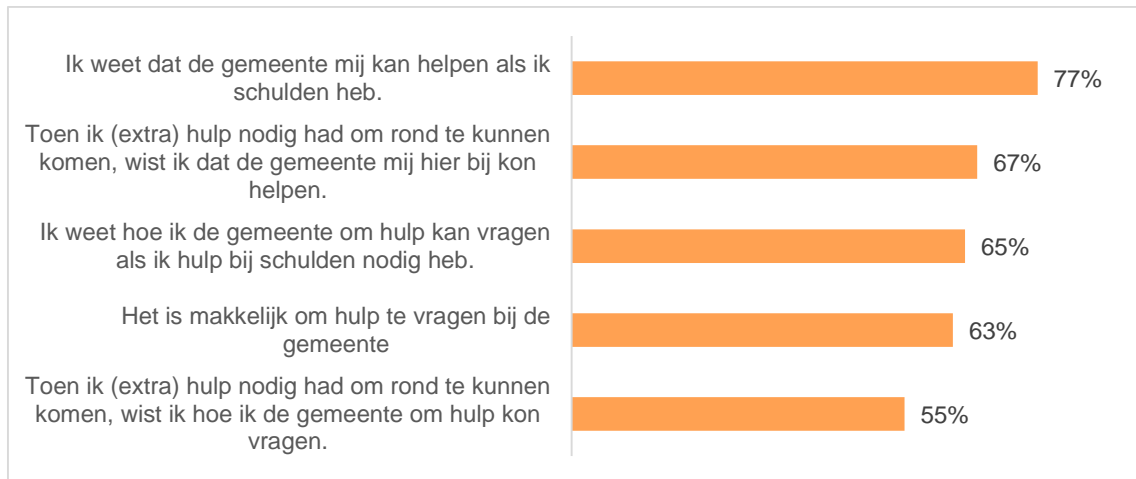 Ik weet dat de gemeente mij kan helpen als ik
schulden heb.
77%
Toen ik (extra) hulp nodig had om rond te kunnen
komen, wist ik dat de gemeente mij hier bij kon
helpen.
67%
Ik weet hoe ik de gemeente om hulp kan vragen
als ik hulp bij schulden nodig heb.
65%
Het is makkelijk om hulp te vragen bij de
gemeente
63%
Toen ik (extra) hulp nodig had om rond te kunnen
komen, wist ik hoe ik de gemeente om hulp kon
vragen.
55%